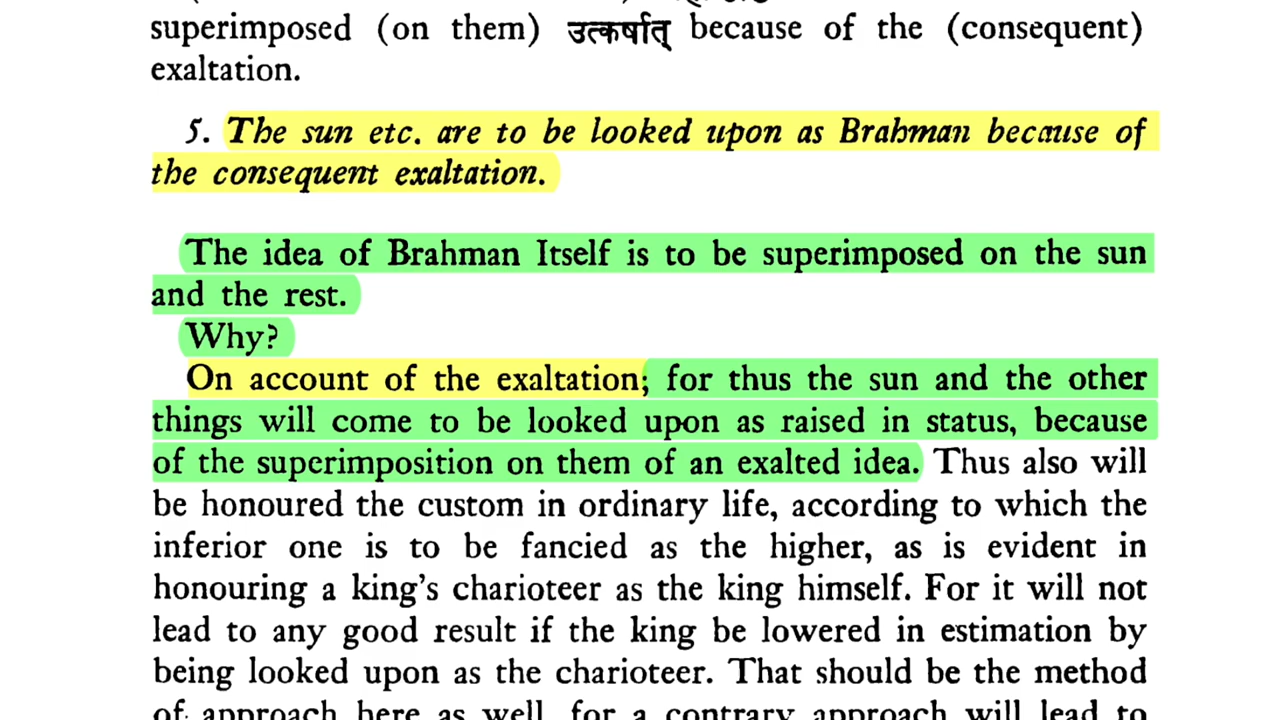 superimposed (on them) उत्कर्षात् because of the (consequent)
exaltation.
5. The sun etc. are to be looked upon as Brahman because of
the consequent exaltation.
The idea of Brahman Itself is to be superimposed on the sun
and the rest.
Why?
On account of the exaltation; for thus the sun and the other
things will come to be looked upon as raised in status, because
of the superimposition on them of an exalted idea. Thus also will
be honoured the custom in ordinary life, according to which the
inferior one is to be fancied as the higher, as is evident in
honouring a king's charioteer as the king himself. For it will not
lead to any good result if the king be lowered in estimation by
being looked upon as the charioteer. That should be the method
of approach here as well, for a contrary approach will lead to